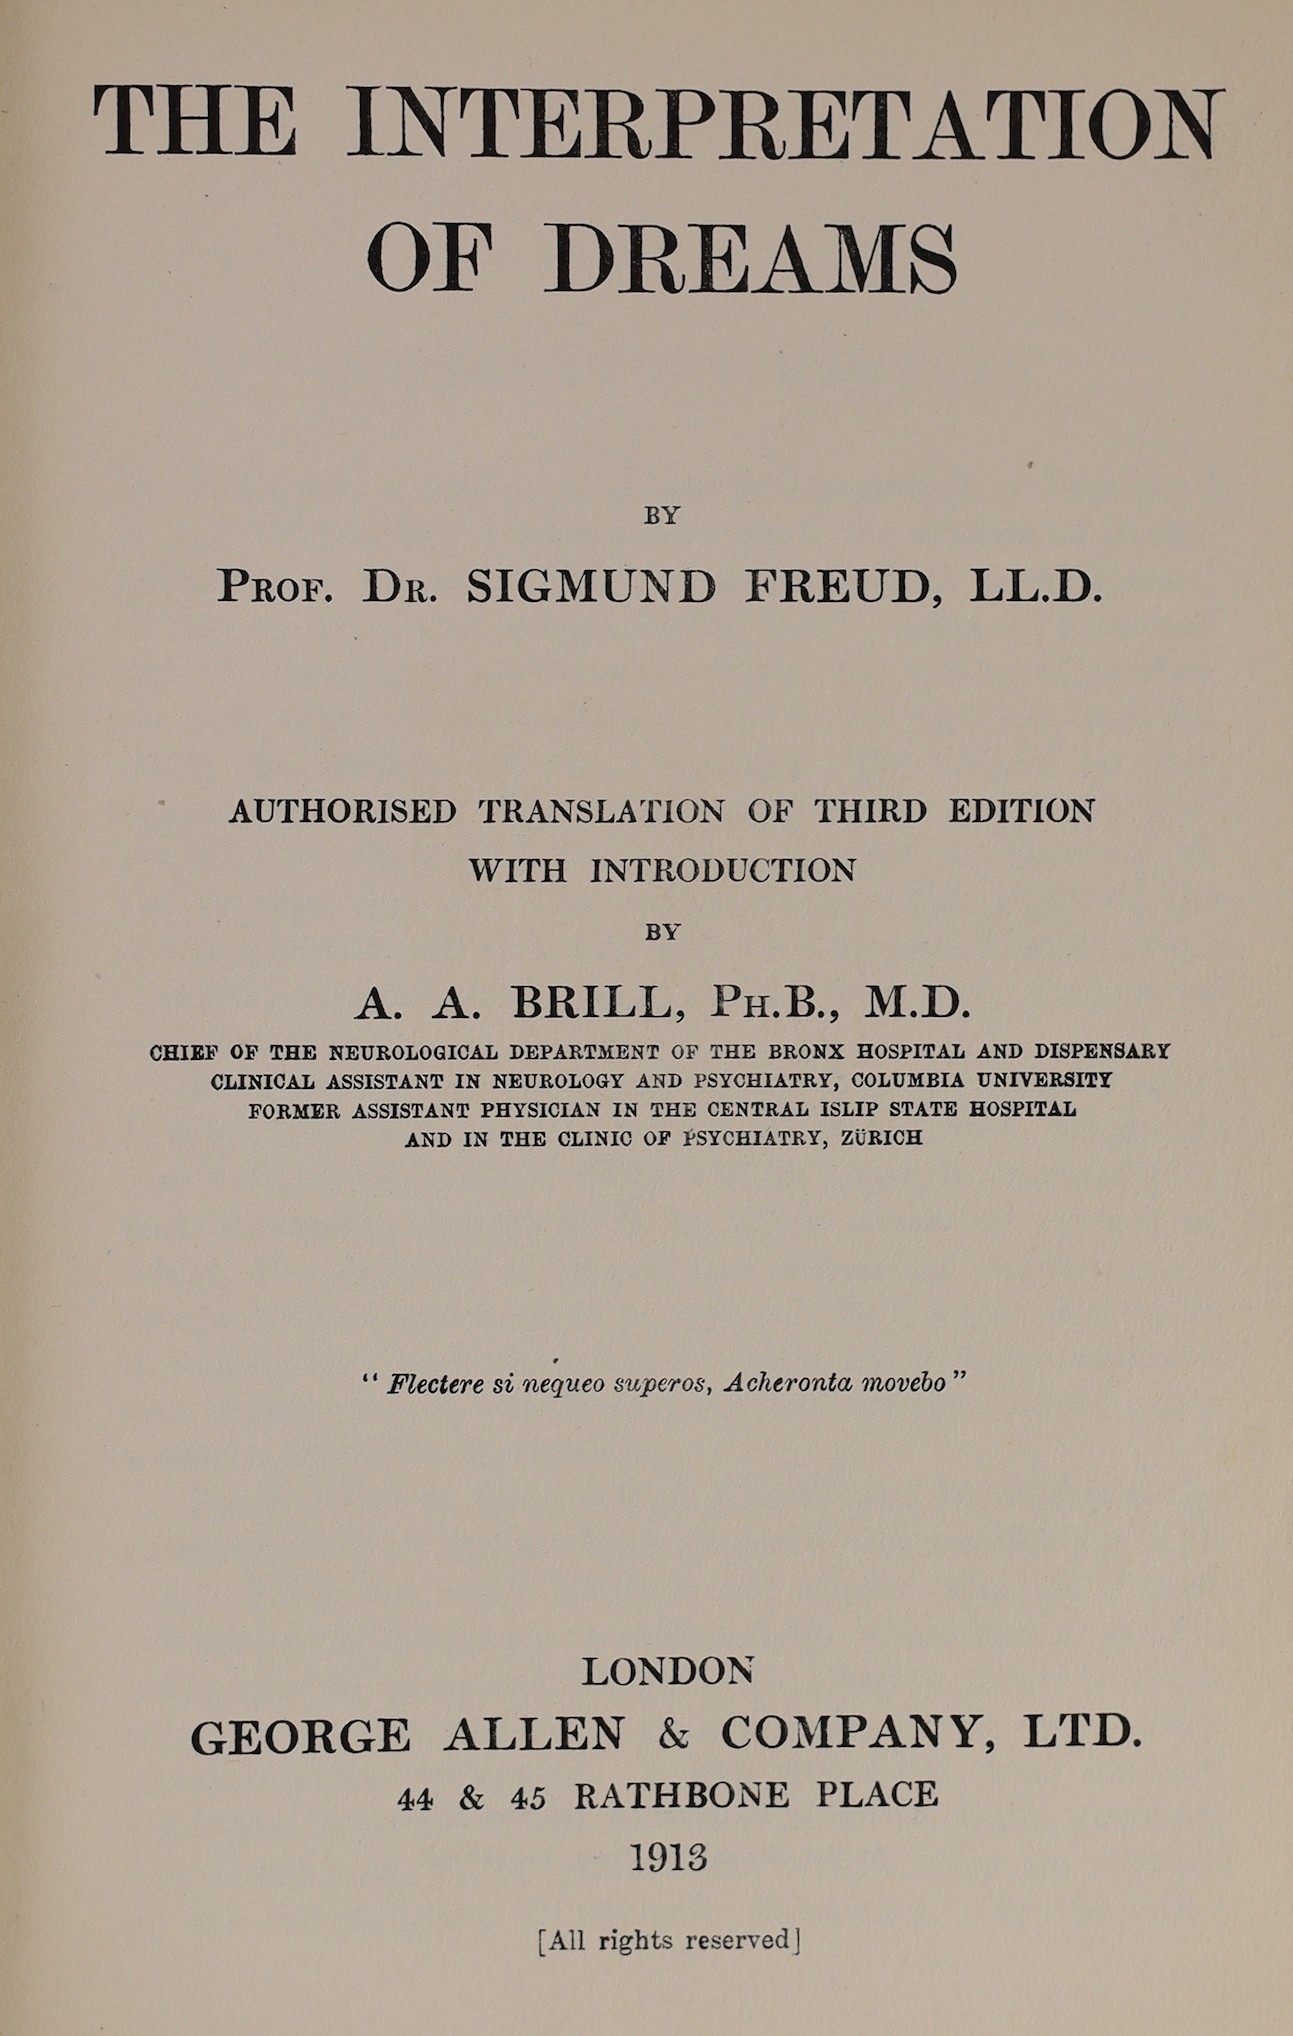 THE INTERPRETATION
OF DREAMS
BY
PROF. DR. SIGMUND FREUD, LL.D.
AUTHORISED TRANSLATION OF THIRD EDITION
WITH INTRODUCTION
BY
A. A. BRILL, PH.B., M.D.
CHIEF OF THE NEUROLOGICAL DEPARTMENT OF THE BRONX HOSPITAL AND DISPENSARY
CLINICAL ASSISTANT IN NEUROLOGY AND PSYCHIATRY, COLUMBIA UNIVERSITY
FORMER ASSISTANT PHYSICIAN IN THE CENTRAL ISLIP STATE HOSPITAL
AND IN THE CLINIC OF PSYCHIATRY, ZÜRICH
“Flectere si nequeo superos, Acheronta movebo”
LONDON
GEORGE ALLEN & COMPANY, LTD.
44 & 45 RATHBONE PLACE
1913
[All rights reserved]